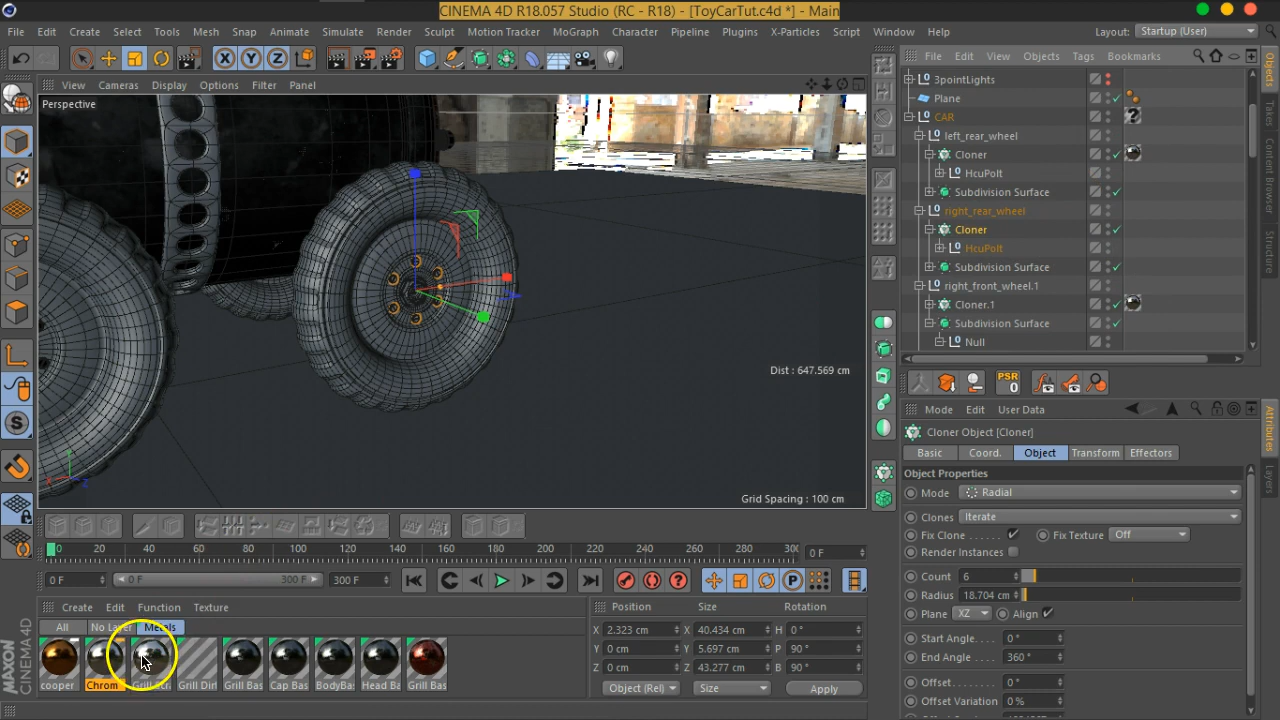 CINEMA 4D R18.057 Studio (RC - R18) - [ToyCarTut.c4d *] - Main
File Edit Create Select Tools Mesh Snap Animate Simulate Render Sculpt Motion Tracker MoGraph Character Pipeline Plugins X-Particles Script Window Help Layout: Startup (User)
View Cameras Display Options Filter Panel
File Edit View Objects Tags Bookmarks
Perspective
3pointLights
Plane
CAR
left_rear_wheel
Cloner
HcuPolt
Subdivision Surface
right_rear_wheel
Cloner
HcuPolt
Subdivision Surface
right_front_wheel.1
Cloner.1
Subdivision Surface
Null
Objects
Takes
Content Browser
Structure
Dist : 647.569 cm
Grid Spacing : 100 cm
PSR
0
Mode Edit User Data
Cloner Object [Cloner]
Basic Coord. Object Transform Effectors
Object Properties
Mode Radial
Clones Iterate
Fix Clone Fix Texture Off
Render Instances
Count 6
Radius 18.704 cm
Plane XZ Align
Start Angle 0 °
End Angle 360 °
Offset 0 °
Offset Variation 0 %
Attributes
Layers
0 20 40 60 80 100 120 140 160 180 200 220 240 260 280 300 0 F
0 F 0 F 300 F 300 F
Create Edit Function Texture
All No Layer Metals
cooper Chrom Grill Dirt Grill Bas Cap Bas BodyBas Head Ba Grill Bas
Position Size Rotation
X 2.323 cm X 40.434 cm H 0 °
Y 0 cm Y 5.697 cm P 90 °
Z 0 cm Z 43.277 cm B 90 °
Object (Rel) Size Apply
MAXON
CINEMA 4D